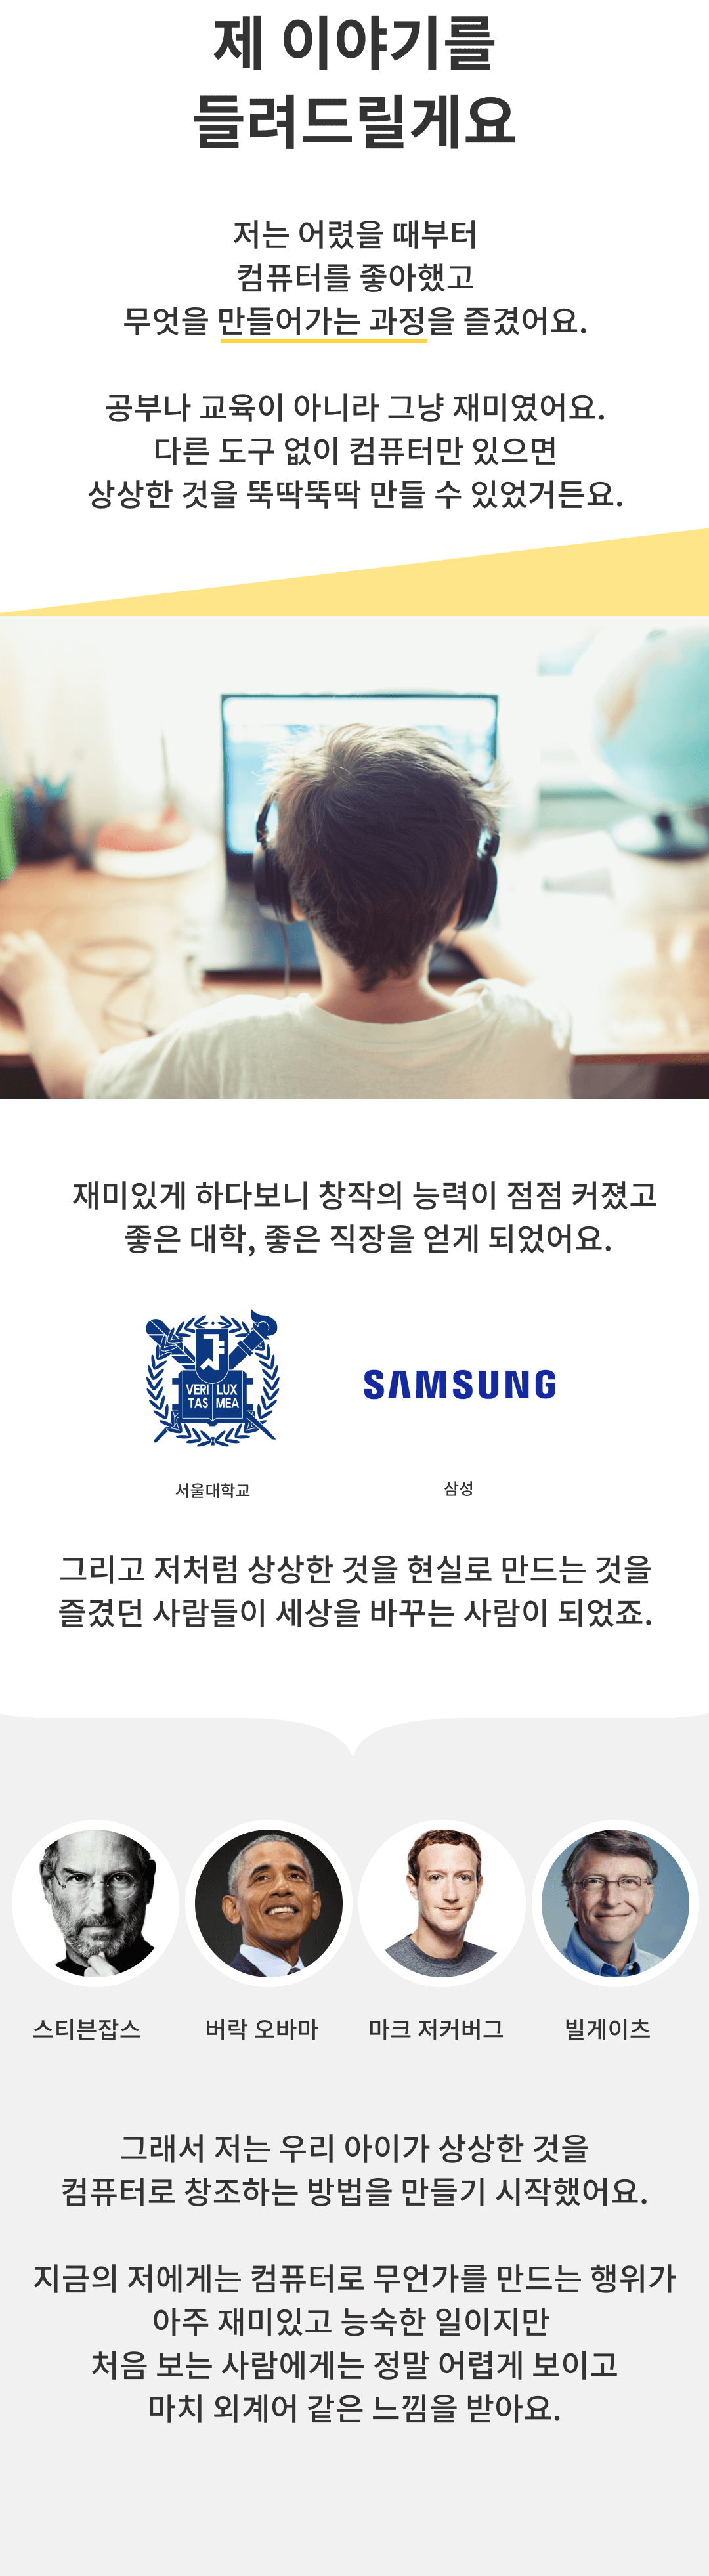 제 이야기를
들려드릴게요
저는 어렸을 때부터
컴퓨터를 좋아했고
무엇을 만들어가는 과정을 즐겼어요.
공부나 교육이 아니라 그냥 재미였어요.
다른 도구 없이 컴퓨터만 있으면
상상한 것을 뚝딱뚝딱 만들 수 있었거든요.
재미있게 하다보니 창작의 능력이 점점 커졌고
좋은 대학, 좋은 직장을 얻게 되었어요.
VERI LUX
TAS MEA
SAMSUNG
서울대학교
삼성
그리고 저처럼 상상한 것을 현실로 만드는 것을
즐겼던 사람들이 세상을 바꾸는 사람이 되었죠.
스티븐잡스
버락 오바마
마크 저커버그
빌게이츠
그래서 저는 우리 아이가 상상한 것을
컴퓨터로 창조하는 방법을 만들기 시작했어요.
지금의 저에게는 컴퓨터로 무언가를 만드는 행위가
아주 재미있고 능숙한 일이지만
처음 보는 사람에게는 정말 어렵게 보이고
마치 외계어 같은 느낌을 받아요.